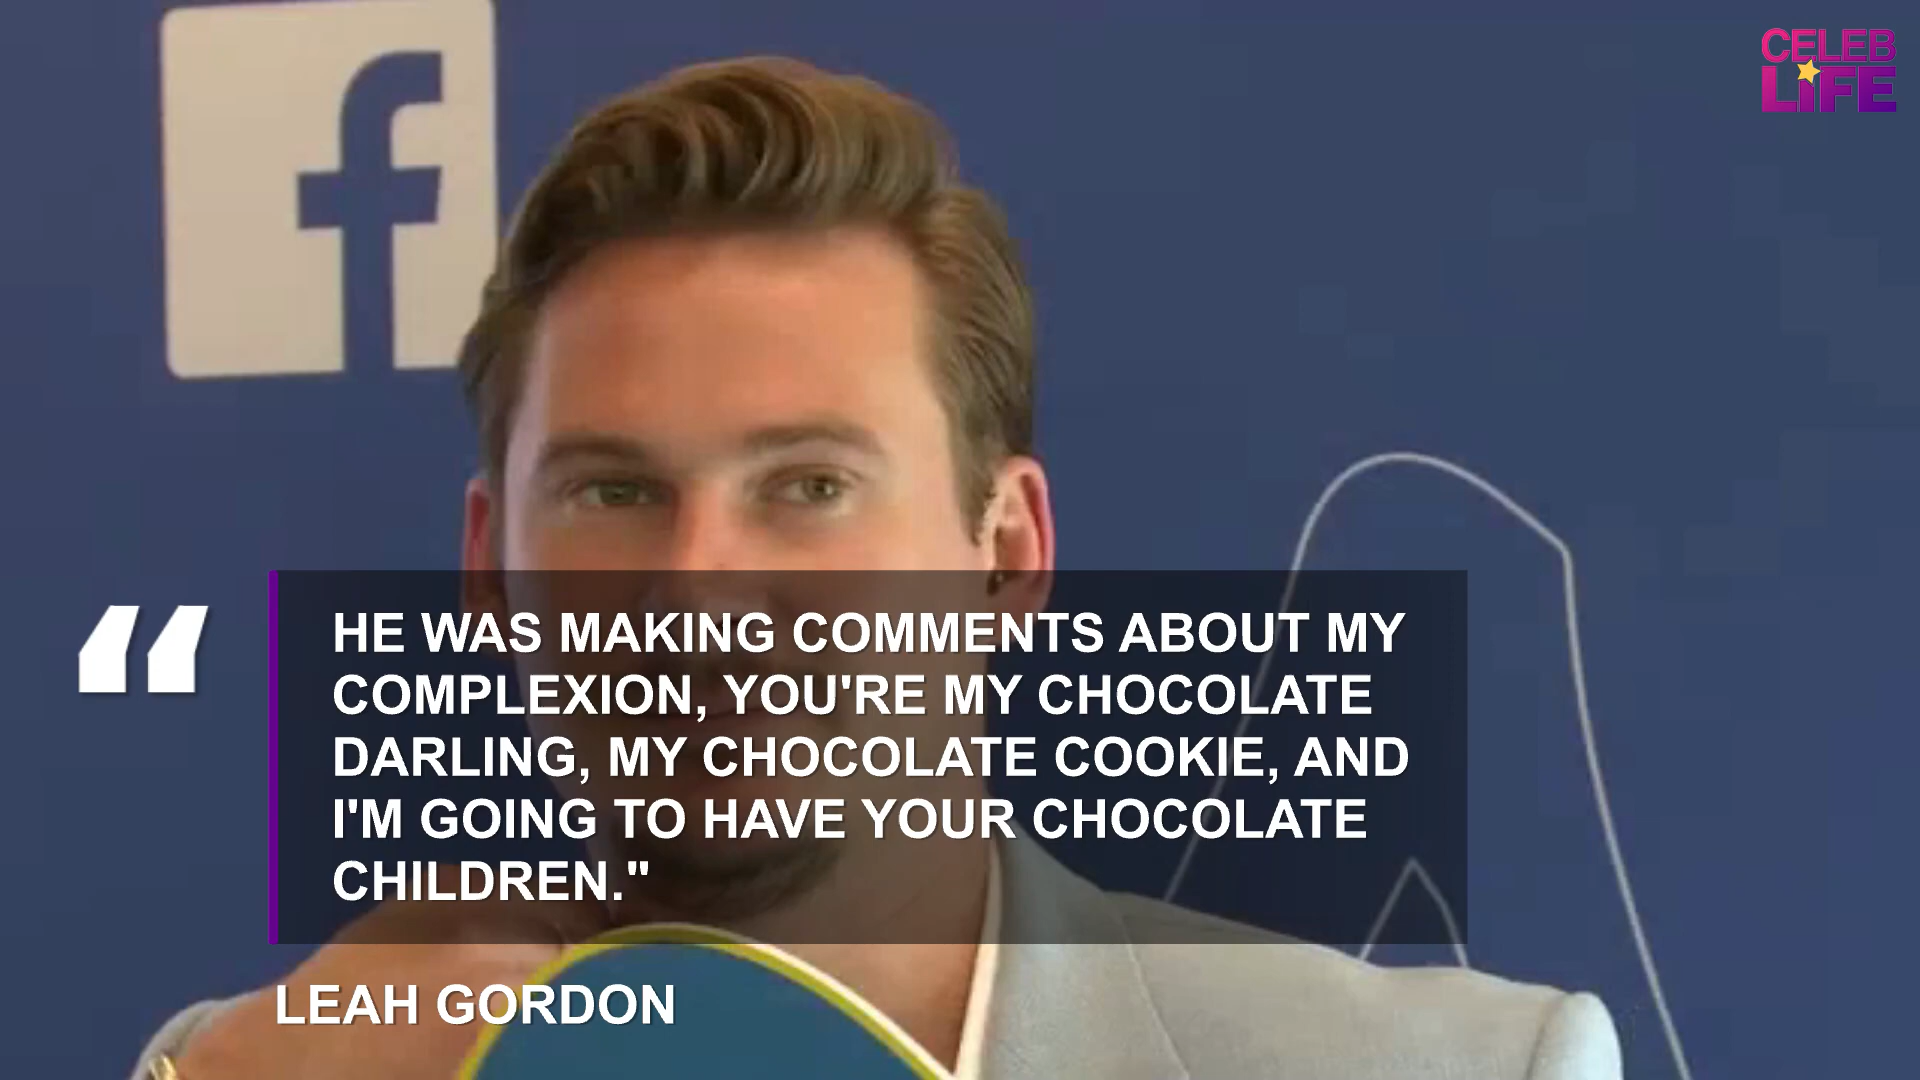 CELEB
LIFE
f
“
HE WAS MAKING COMMENTS ABOUT MY
COMPLEXION, YOU'RE MY CHOCOLATE
DARLING, MY CHOCOLATE COOKIE, AND
I'M GOING TO HAVE YOUR CHOCOLATE
CHILDREN."
LEAH GORDON